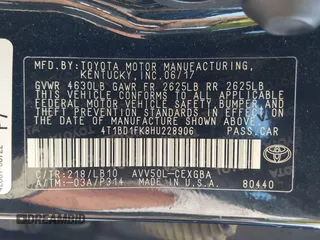 MFD. BY:
TOYOTA MOTOR MANUFACTURING,
KENTUCKY, INC. 06/17
GVWR 4630LB GAWR FR 2625LB RR 2625LB
THIS VEHICLE CONFORMS TO ALL APPLICABLE
FEDERAL MOTOR VEHICLE SAFETY, BUMPER,
AND THEFT PREVENTION STANDARDS IN EFFECT
ON THE DATE OF MANUFACTURE SHOWN ABOVE.
4T1BD1FK8HU228906 PASS.CAR
C/TR:218/LB10 AVV50L-CEXGBA
A/TM:-03A/P314 MADE IN U.S.A. 80440